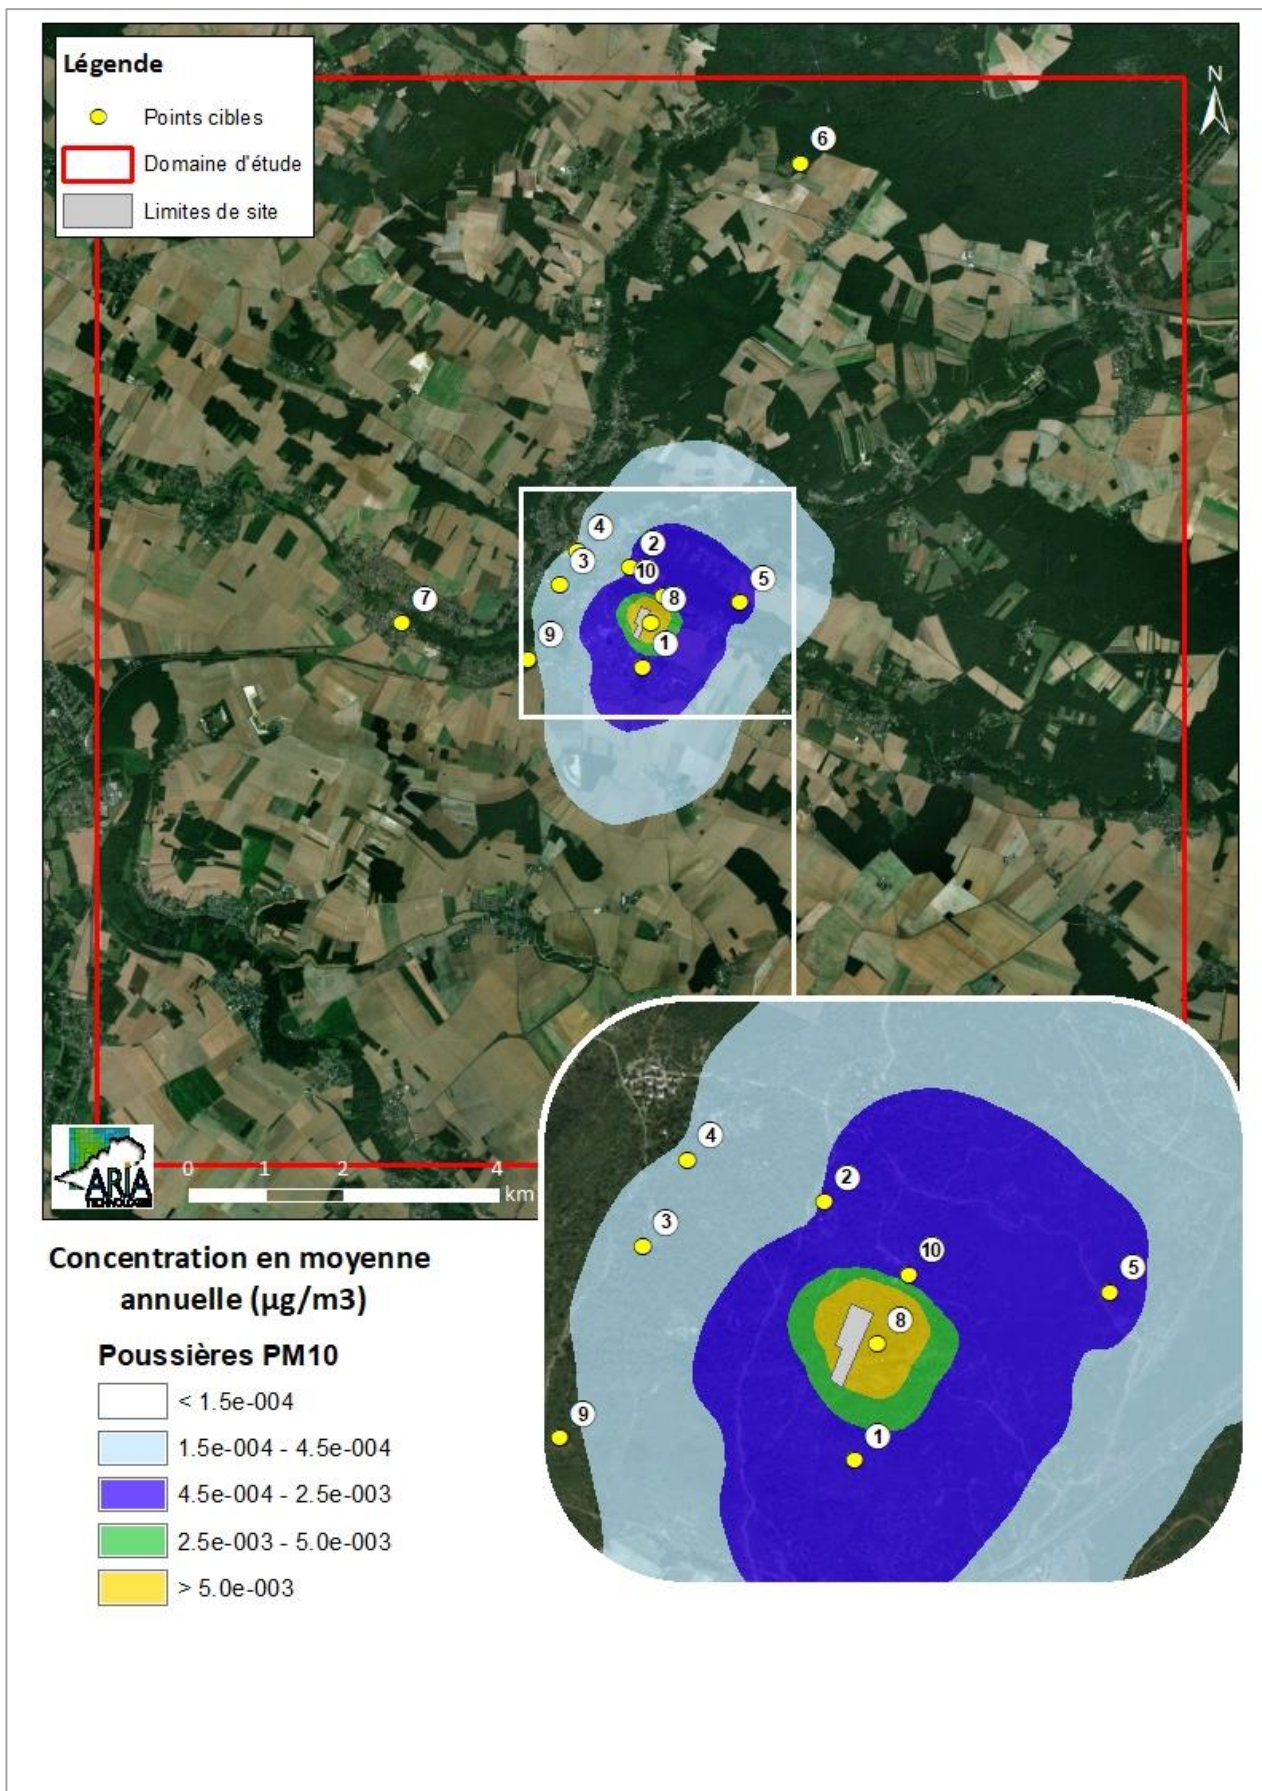 Légende
Points cibles
Domaine d'étude
Limites de site
N
6
4
2
3
10
5
7
8
9
1
0 1 2 4
km
ARIA
TECHNOLOGIES
4
2
3
10
5
8
9
1
Concentration en moyenne
annuelle (µg/m3)
Poussières PM10
< 1.5e-004
1.5e-004 - 4.5e-004
4.5e-004 - 2.5e-003
2.5e-003 - 5.0e-003
> 5.0e-003